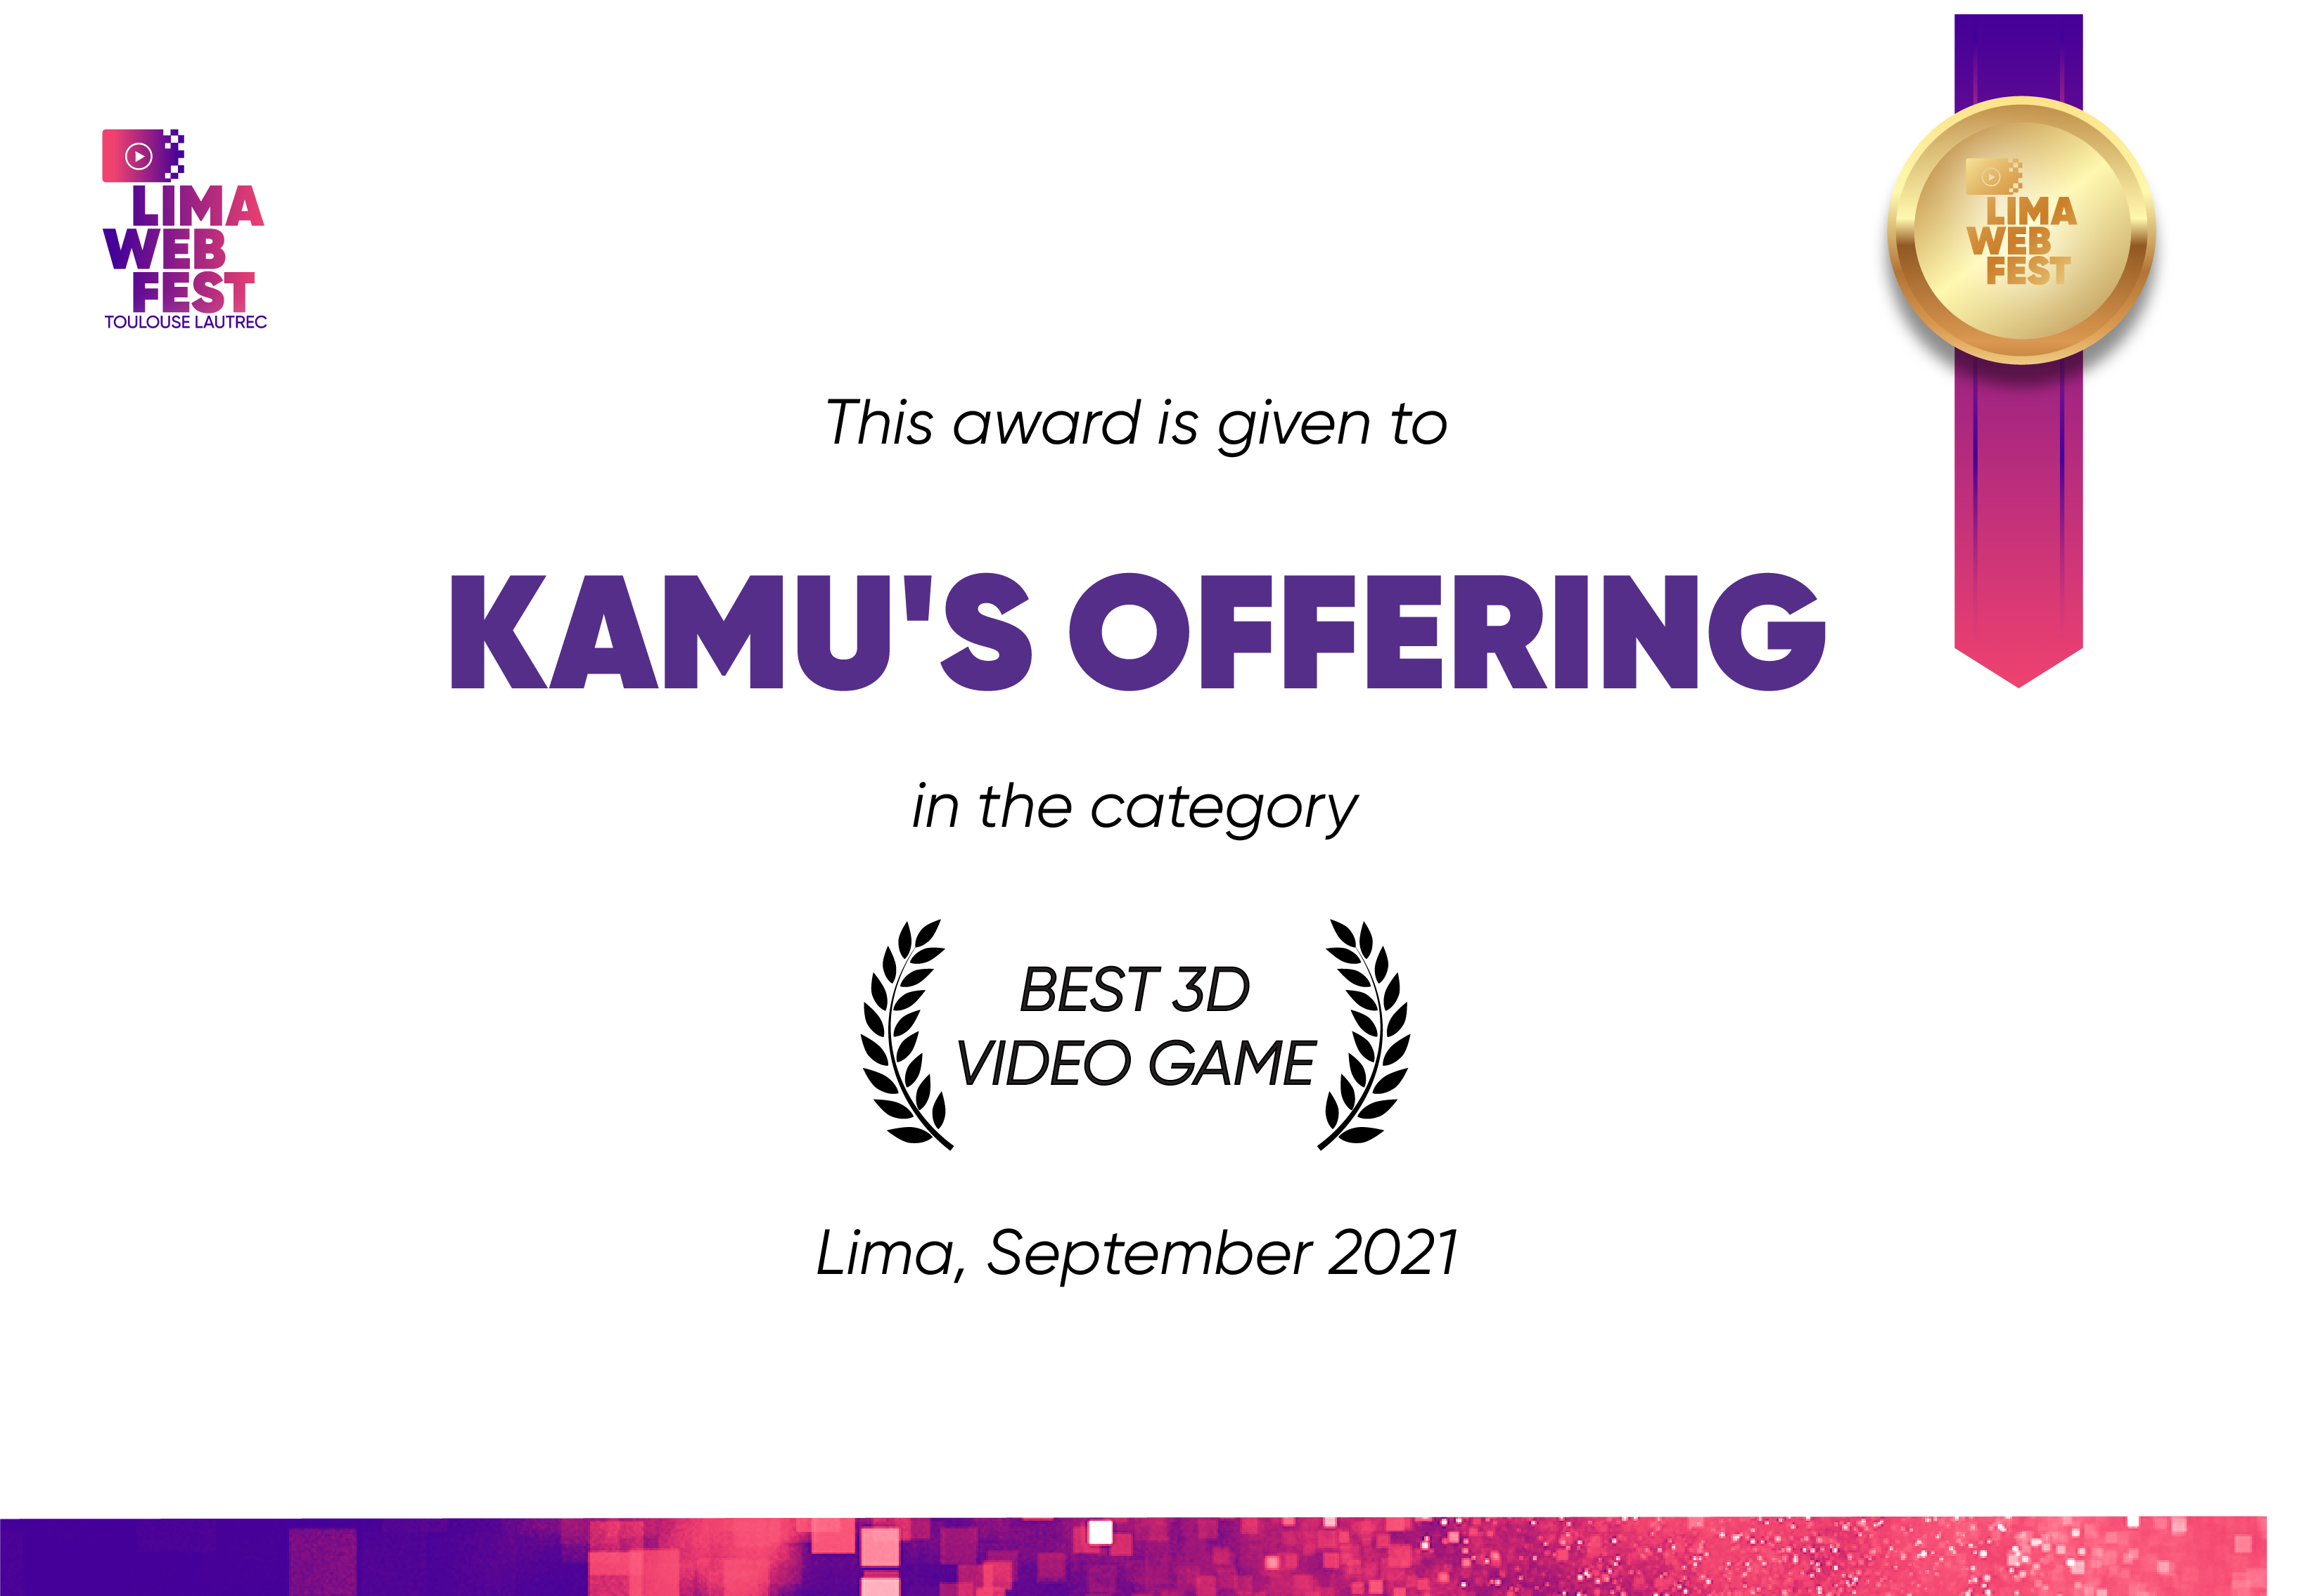 LIMA
WEB
FEST
TOULOUSE LAUTREC
LIMA
WEB
FEST
This award is given to
KAMU'S OFFERING
in the category
BEST 3D
VIDEO GAME
Lima, September 2021